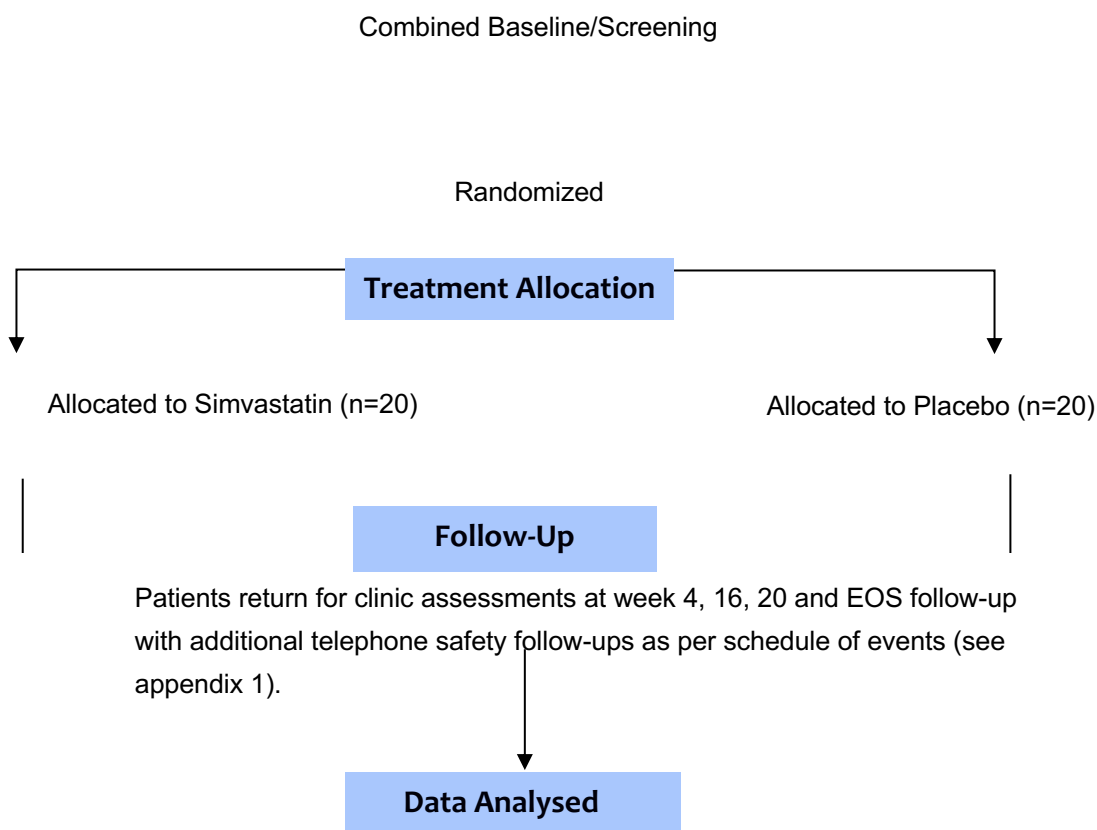 Combined Baseline/Screening
Randomized
Treatment Allocation
Allocated to Simvastatin (n=20)
Allocated to Placebo (n=20)
Follow-Up
Patients return for clinic assessments at week 4, 16, 20 and EOS follow-up
with additional telephone safety follow-ups as per schedule of events (see
appendix 1).
Data Analysed